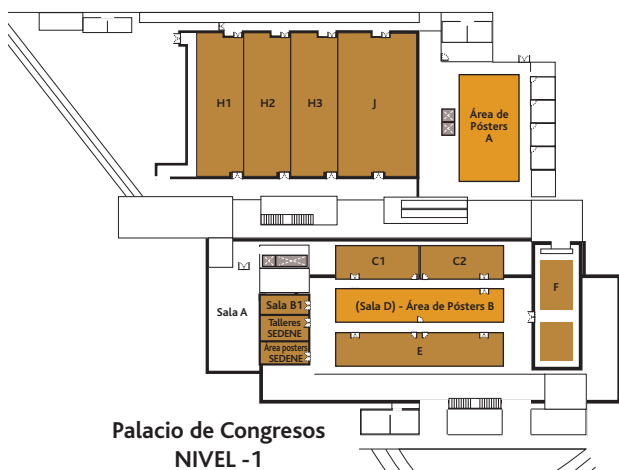 H1
H2
H3
J
Área de
Pósters
A
C1
C2
F
Sala A
Sala B1
(Sala D) - Área de Pósters B
Talleres
SEDENE
Área posters
SEDENE
E
Palacio de Congresos
NIVEL -1